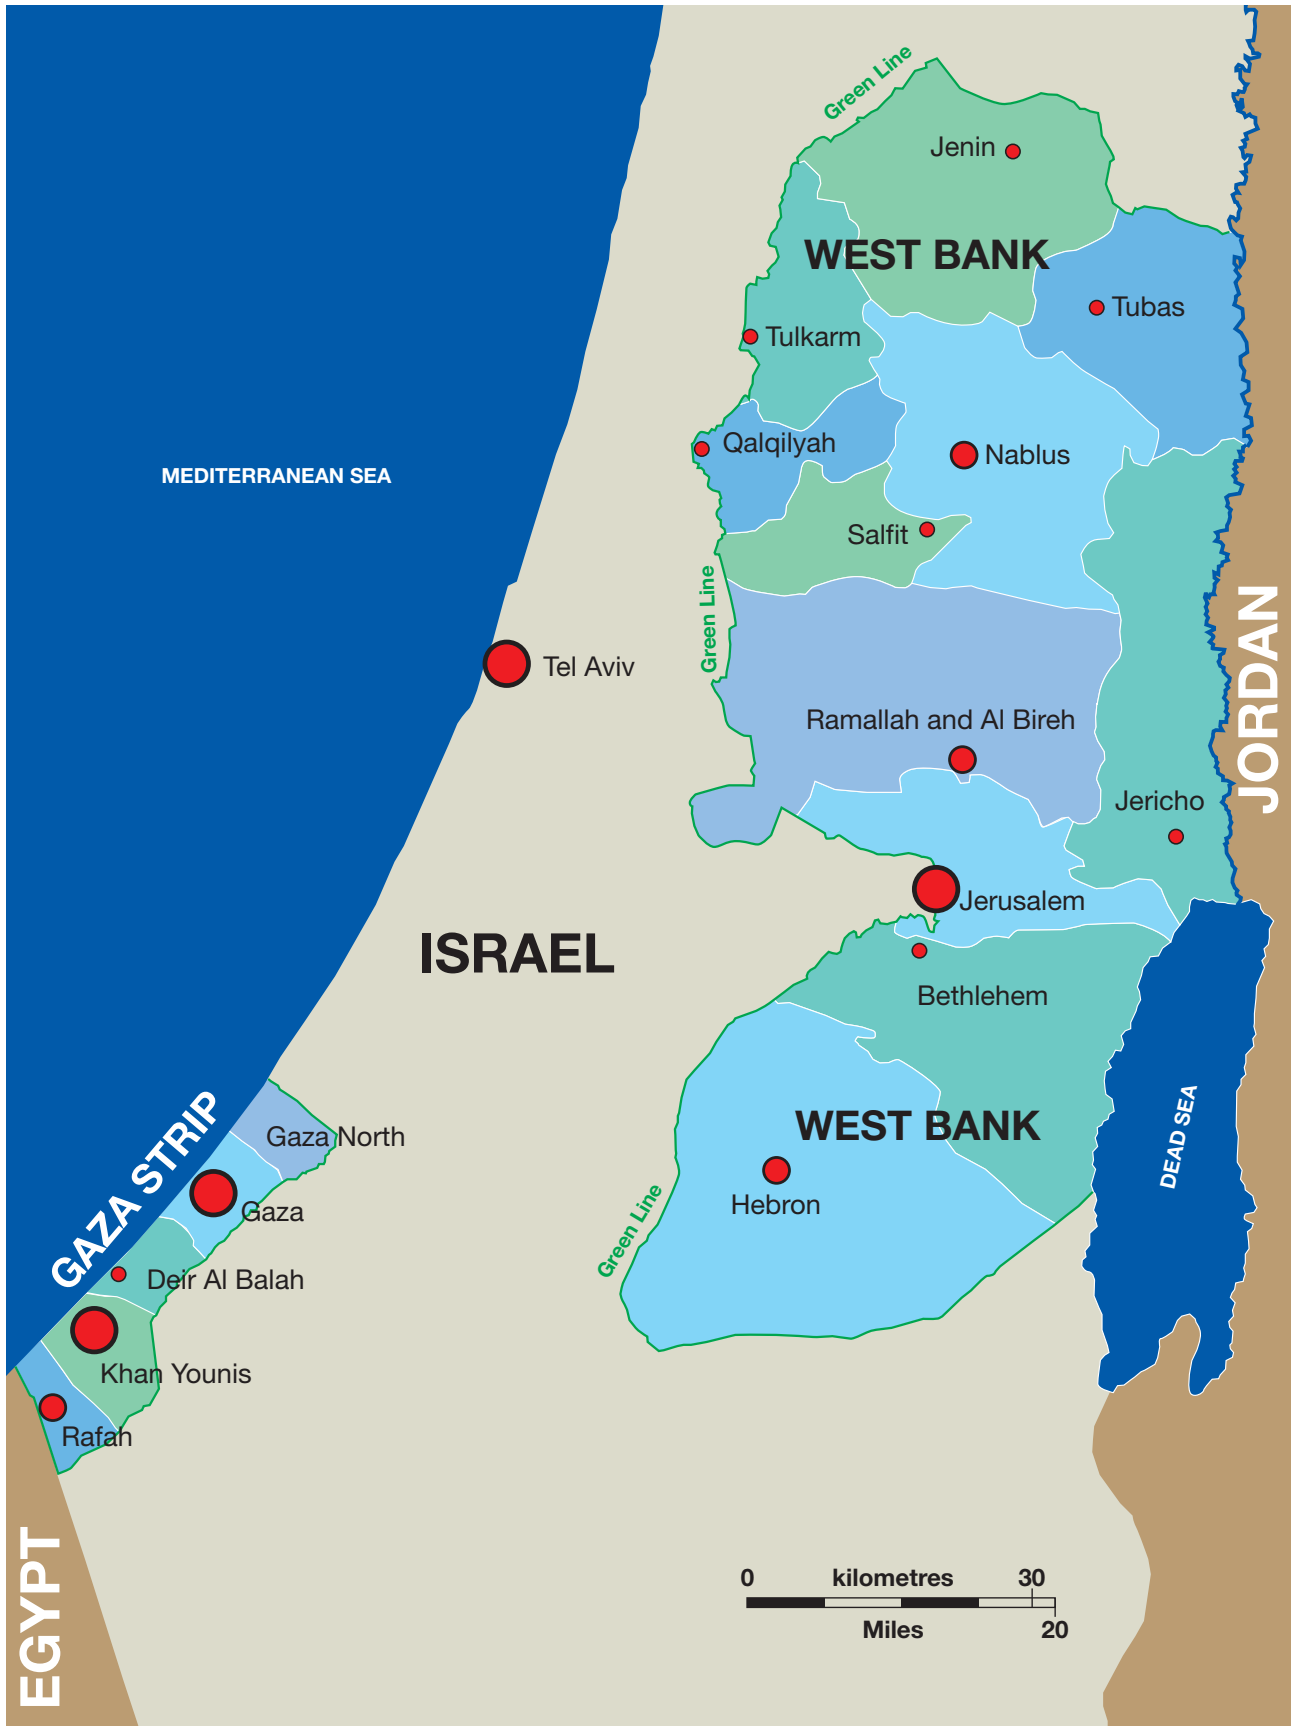 Green Line
Jenin
WEST BANK
Tubas
Tulkarm
Qalqilyah
Nablus
MEDITERRANEAN SEA
Salfit
Green Line
JORDAN
Tel Aviv
Ramallah and Al Bireh
Jericho
Jerusalem
ISRAEL
Bethlehem
WEST BANK
DEAD SEA
GAZA STRIP
Gaza North
Hebron
Gaza
Green Line
Deir Al Balah
Khan Younis
Rafah
EGYPT
0 kilometres 30
Miles 20